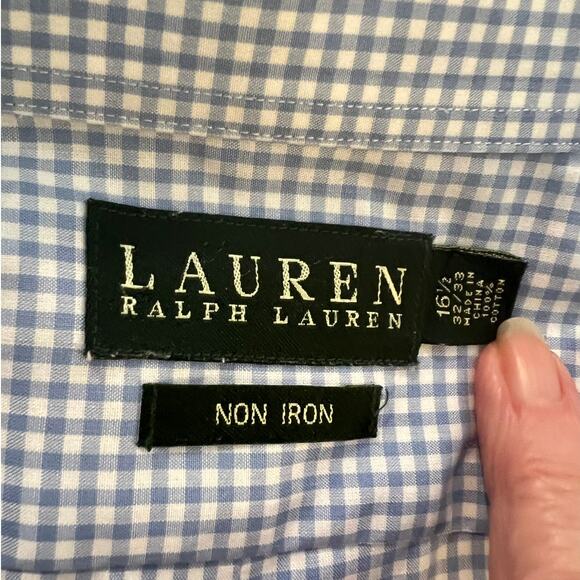 LAUREN
RALPH LAUREN
16½
32/33
MADE IN
CHINA
100%
COTTON
NON IRON